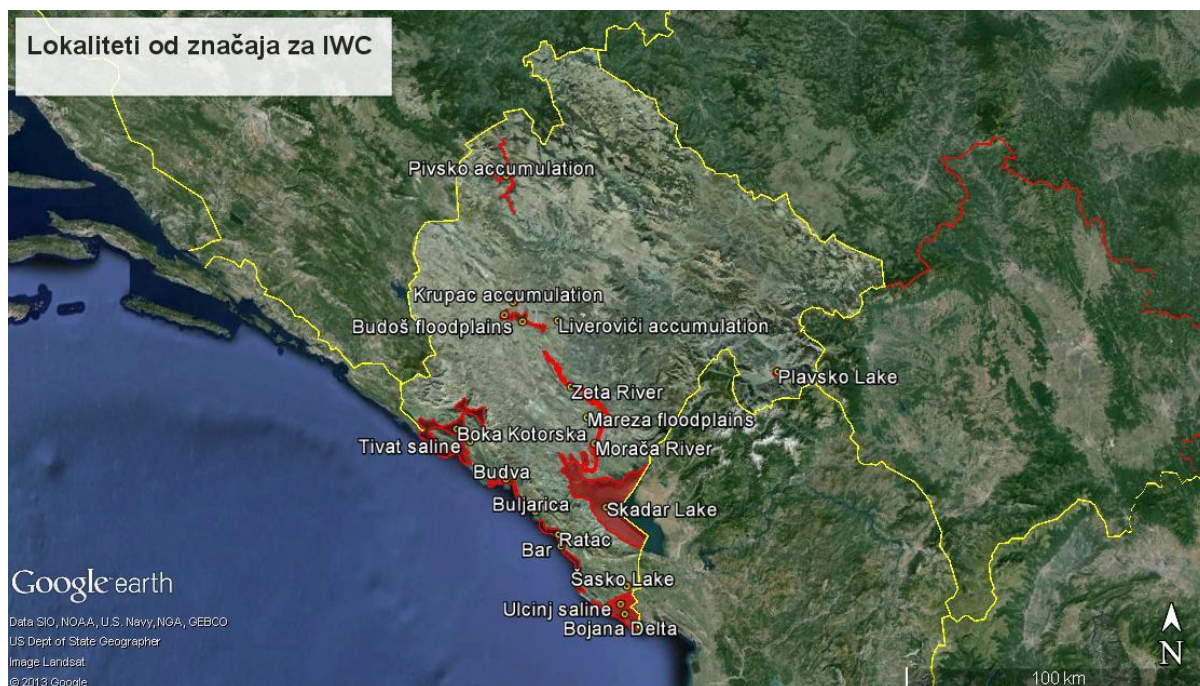 Lokaliteti od značaja za IWC
Pivsko accumulation
Krupac accumulation
Budoš floodplains
Liverovići accumulation
Plavsko Lake
Zeta River
Mareza floodplains
Boka Kotorska
Tivat saline
Morača River
Budva
Buljarica
Skadar Lake
Ratac
Bar
Šasko Lake
Ulcinj saline
Bojana Delta
Google earth
Data SIO, NOAA, U.S. Navy, NGA, GEBCO
US Dept of State Geographer
Image Landsat
© 2013 Google
N
100 km